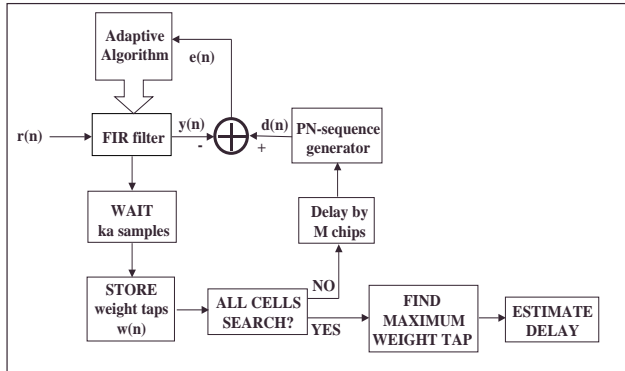 Adaptive
Algorithm
e(n)
r(n)
FIR filter
y(n)
-
+
d(n)
PN-sequence
generator
WAIT
ka samples
Delay by
M chips
STORE
weight taps
w(n)
ALL CELLS
SEARCH?
NO
YES
FIND
MAXIMUM
WEIGHT TAP
ESTIMATE
DELAY